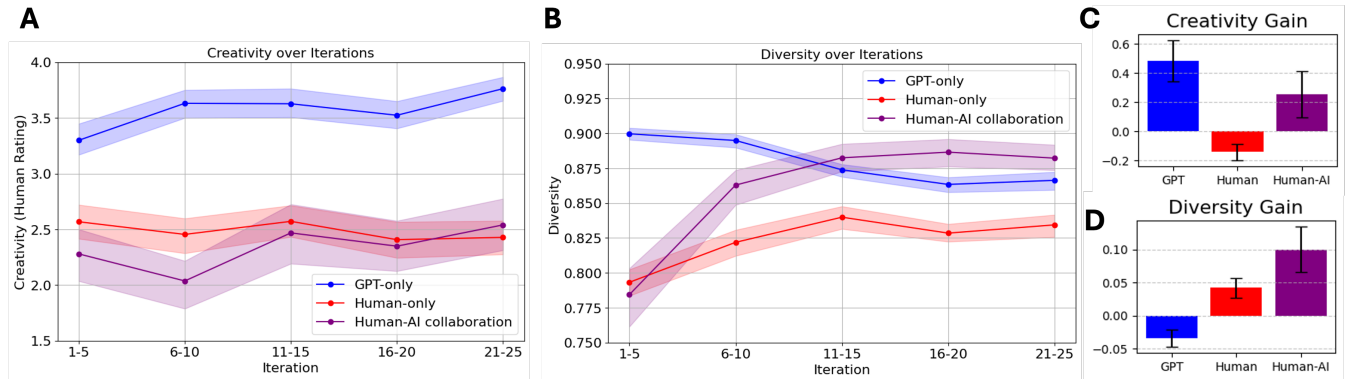 A
Creativity over Iterations
Creativity (Human Rating)
4.0
3.5
3.0
2.5
2.0
1.5
GPT-only
Human-only
Human-AI collaboration
1-5
6-10
11-15
16-20
21-25
Iteration
B
Diversity over Iterations
Diversity
0.950
0.925
0.900
0.875
0.850
0.825
0.800
0.775
0.750
GPT-only
Human-only
Human-AI collaboration
1-5
6-10
11-15
16-20
21-25
Iteration
C
Creativity Gain
0.6
0.4
0.2
0.0
−0.2
GPT
Human
Human-AI
D
Diversity Gain
0.10
0.05
0.00
−0.05
GPT
Human
Human-AI